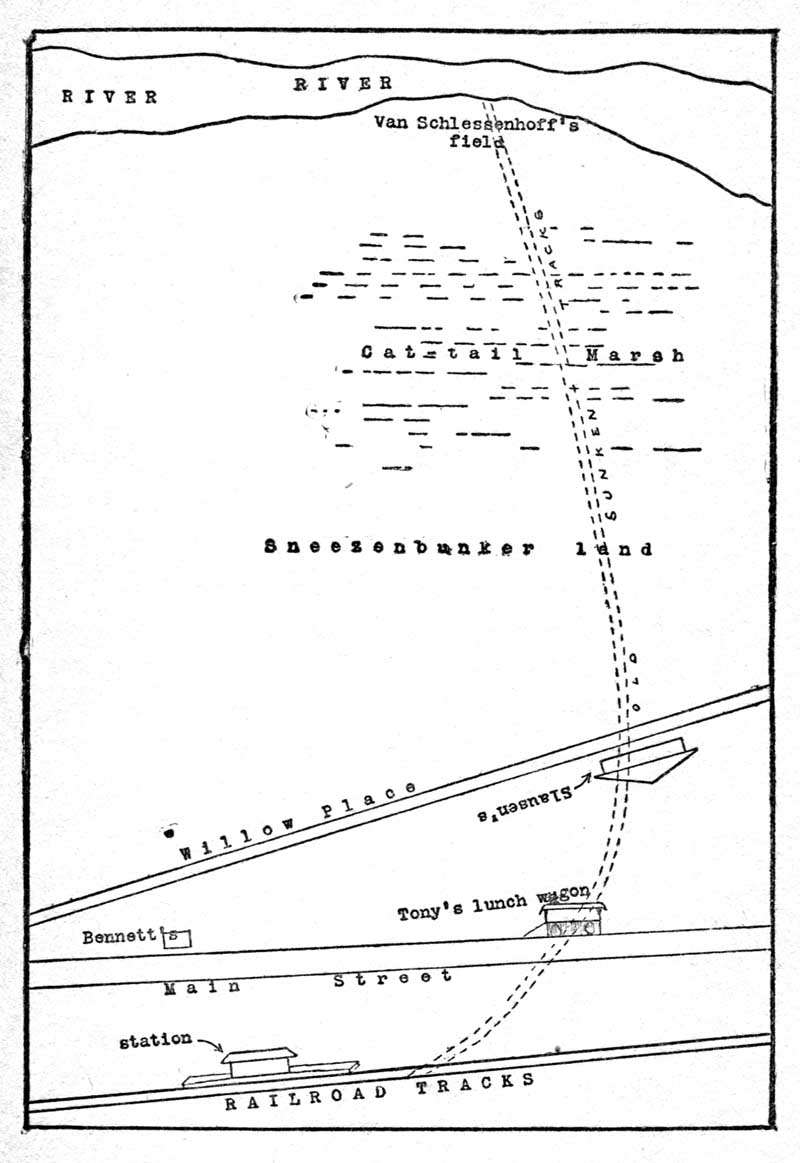 RIVER RIVER
Van Schlessenhoff's
field
TRACKS
Cat-tail Marsh
SUNKEN
Sneezenbunker land
OLD
Slausen's
Willow Place
Tony's lunch wagon
Bennett's
Main Street
station
RAILROAD TRACKS